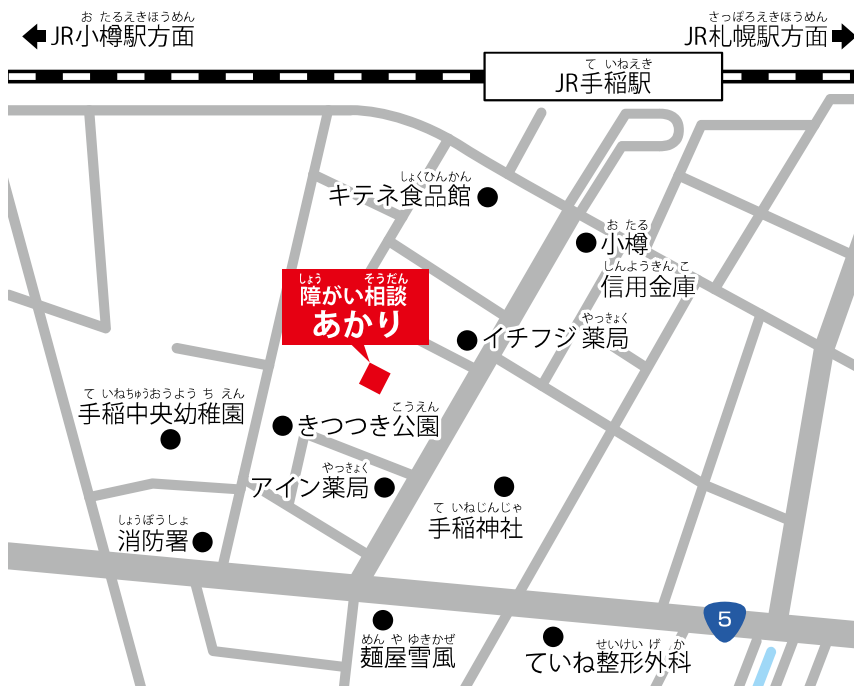 お たるえきほうめん
JR小樽駅方面
さっぽろえきほうめん
JR札幌駅方面
て いねえき
JR手稲駅
しょくひんかん
キテネ食品館
お たる
小樽
しんようきん こ
信用金庫
しょう そうだん
障がい相談
あかり
やっきょく
イチフジ薬局
て いねちゅうおうよう ち えん
手稲中央幼稚園
こうえん
きつつき公園
やっきょく
アイン薬局
て いねじんじゃ
手稲神社
しょうぼうしょ
消防署
5
めん や ゆきかぜ
麺屋雪風
せいけい げ か
ていね整形外科